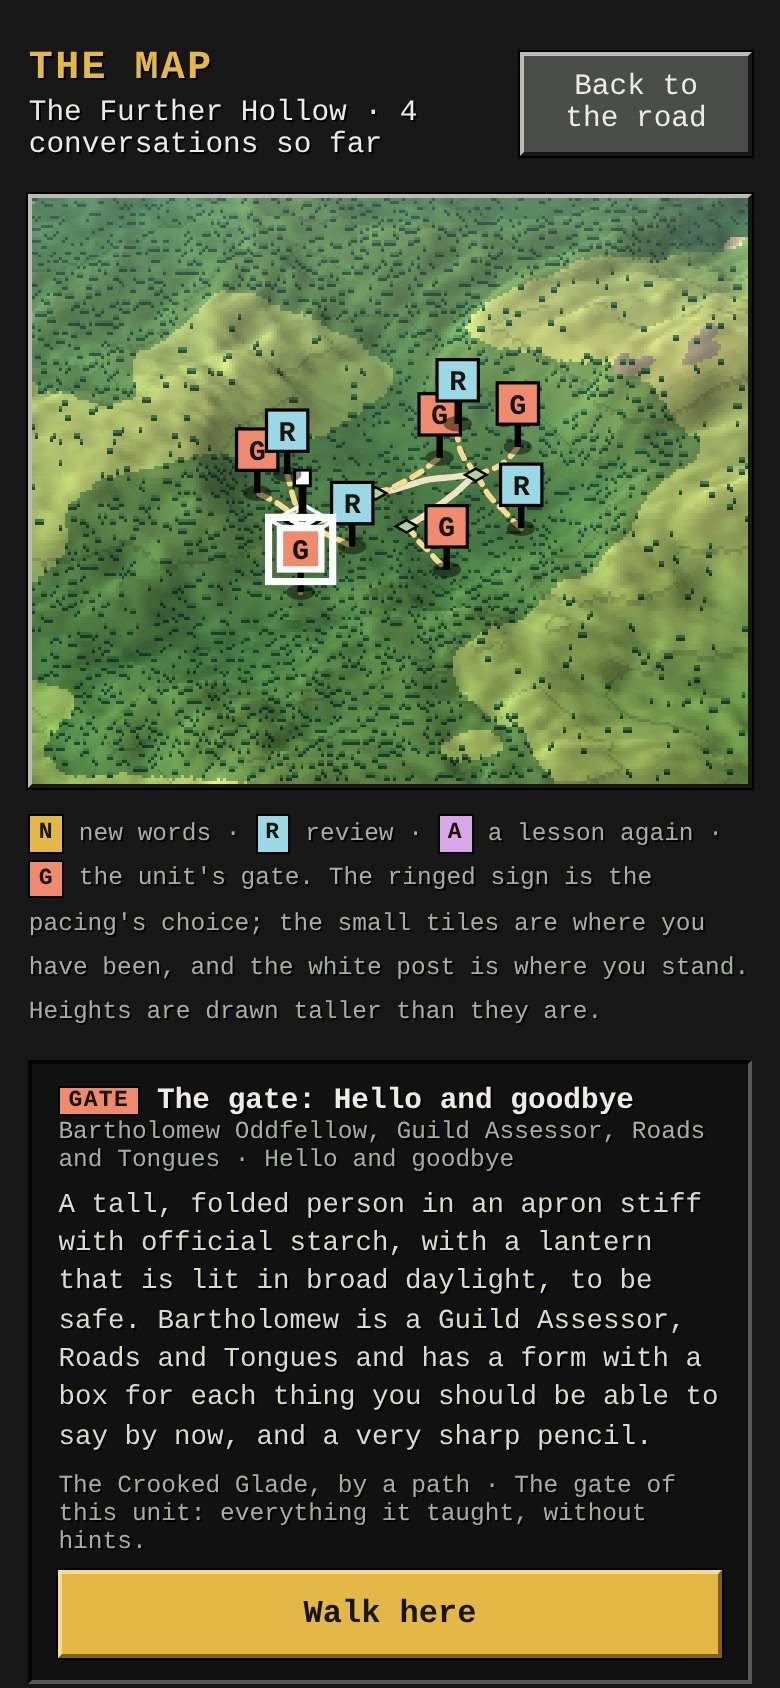 THE MAP
The Further Hollow · 4
conversations so far
Back to
the road
R
G
G
R
G
R
R
G
G
N new words · R review · A a lesson again ·
G the unit's gate. The ringed sign is the
pacing's choice; the small tiles are where you
have been, and the white post is where you stand.
Heights are drawn taller than they are.
GATE The gate: Hello and goodbye
Bartholomew Oddfellow, Guild Assessor, Roads
and Tongues · Hello and goodbye
A tall, folded person in an apron stiff
with official starch, with a lantern
that is lit in broad daylight, to be
safe. Bartholomew is a Guild Assessor,
Roads and Tongues and has a form with a
box for each thing you should be able to
say by now, and a very sharp pencil.
The Crooked Glade, by a path · The gate of
this unit: everything it taught, without
hints.
Walk here